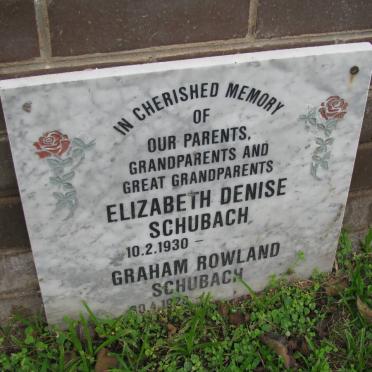 IN CHERISHED MEMORY
OF
OUR PARENTS,
GRANDPARENTS AND
GREAT GRANDPARENTS
ELIZABETH DENISE
SCHUBACH
10.2.1930 –
GRAHAM ROWLAND
SCHUBACH